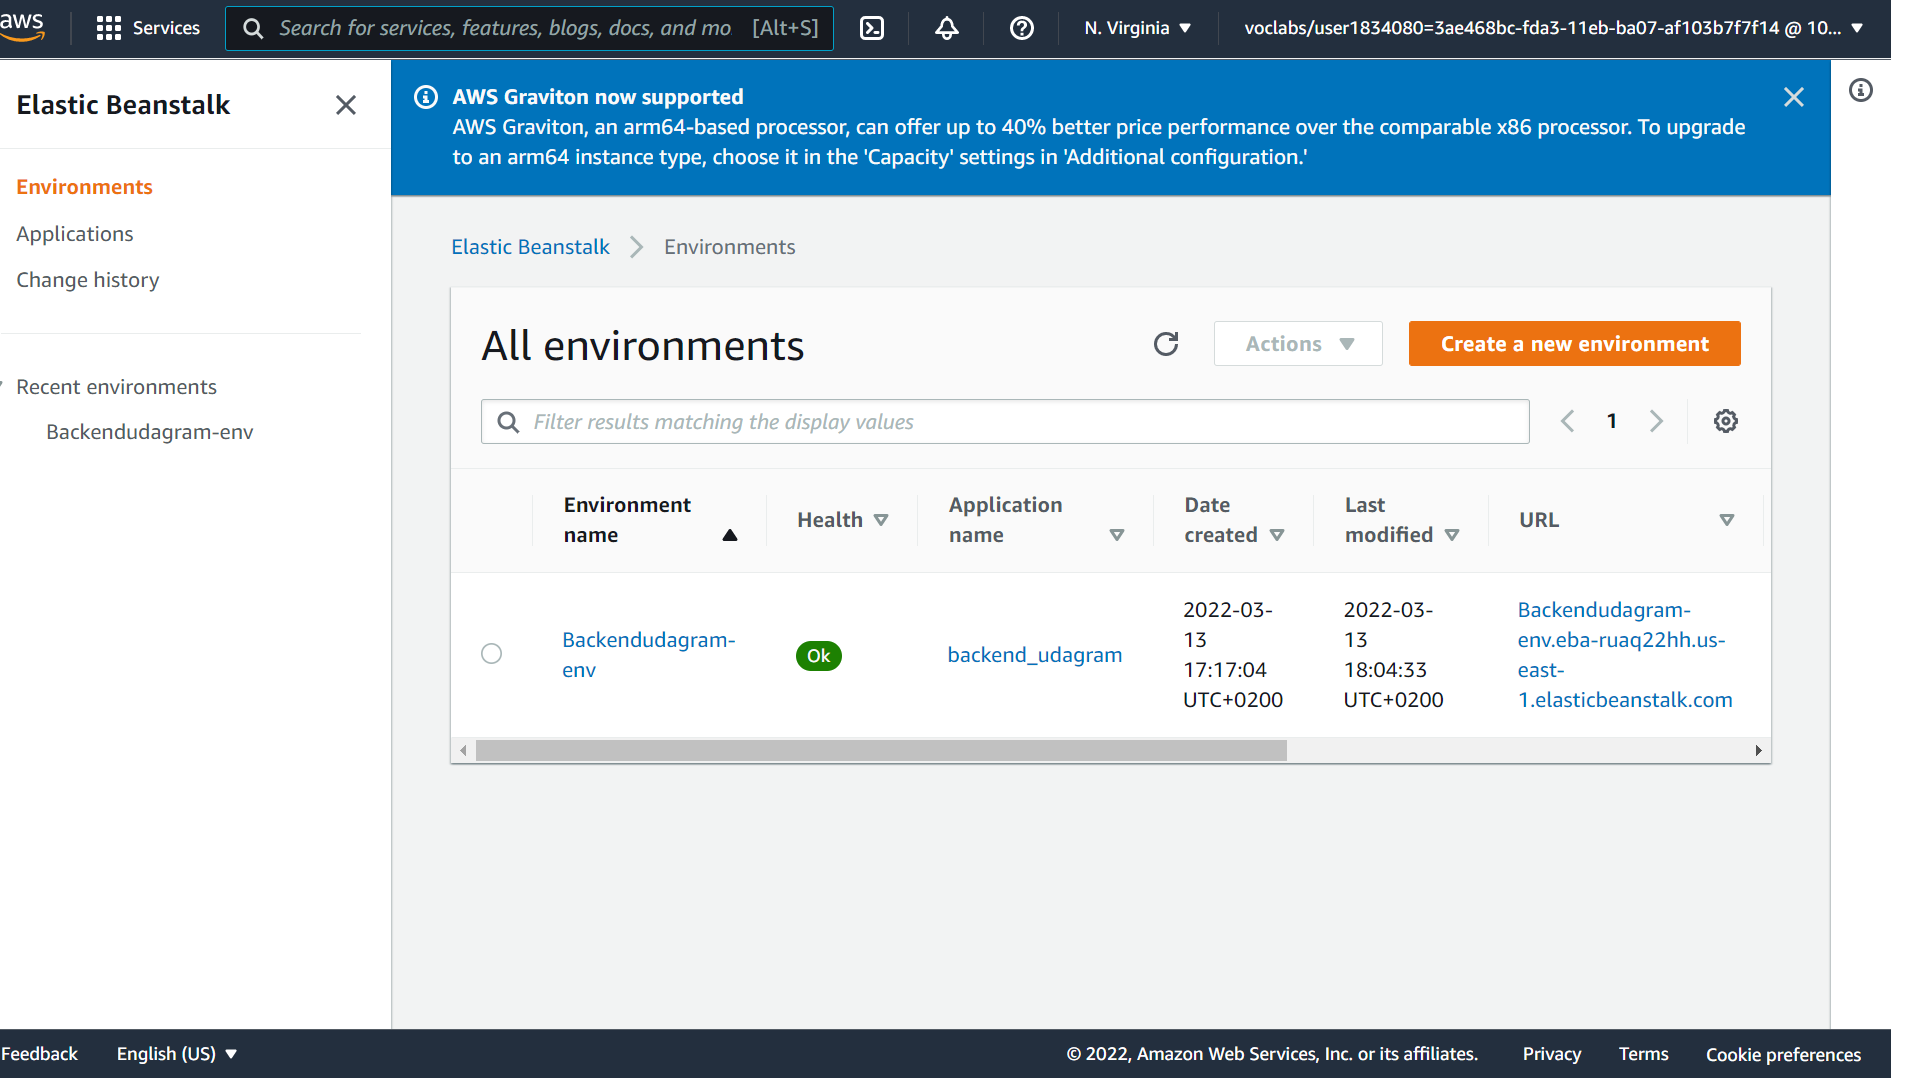 aws
Services
Search for services, features, blogs, docs, and mo
[Alt+S]
N. Virginia
voclabs/user1834080=3ae468bc-fda3-11eb-ba07-af103b7f7f14 @ 10...
Elastic Beanstalk
Environments
Applications
Change history
Recent environments
Backendudagram-env
AWS Graviton now supported
AWS Graviton, an arm64-based processor, can offer up to 40% better price performance over the comparable x86 processor. To upgrade
to an arm64 instance type, choose it in the 'Capacity' settings in 'Additional configuration.'
Elastic Beanstalk
Environments
All environments
Actions
Create a new environment
Filter results matching the display values
1
Environment
name
Health
Application
name
Date
created
Last
modified
URL
Backendudagram-
env
Ok
backend_udagram
2022-03-
13
17:17:04
UTC+0200
2022-03-
13
18:04:33
UTC+0200
Backendudagram-
env.eba-ruaq22hh.us-
east-
1.elasticbeanstalk.com
Feedback
English (US)
© 2022, Amazon Web Services, Inc. or its affiliates.
Privacy
Terms
Cookie preferences